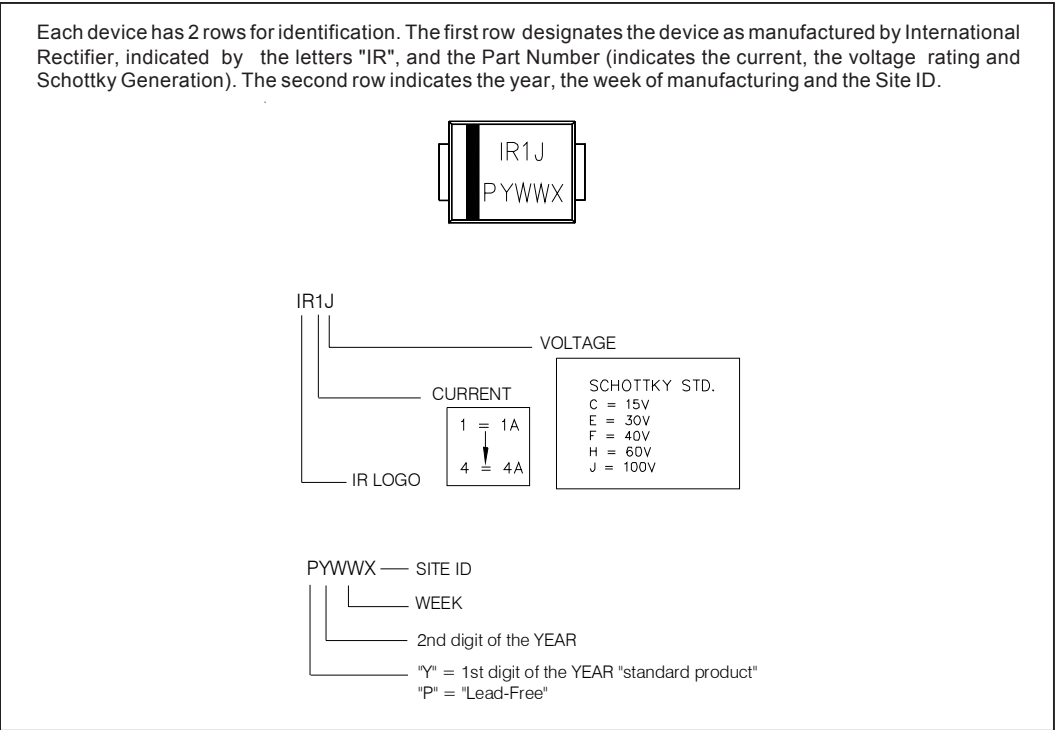 Each device has 2 rows for identification. The first row designates the device as manufactured by International
Rectifier, indicated by the letters "IR", and the Part Number (indicates the current, the voltage rating and
Schottky Generation). The second row indicates the year, the week of manufacturing and the Site ID.
IR1J
PYWWX
IR1J
VOLTAGE
SCHOTTKY STD.
C = 15V
E = 30V
F = 40V
H = 60V
J = 100V
CURRENT
1 = 1A
4 = 4A
IR LOGO
PYWWX SITE ID
WEEK
2nd digit of the YEAR
"Y" = 1st digit of the YEAR "standard product"
"P" = "Lead-Free"